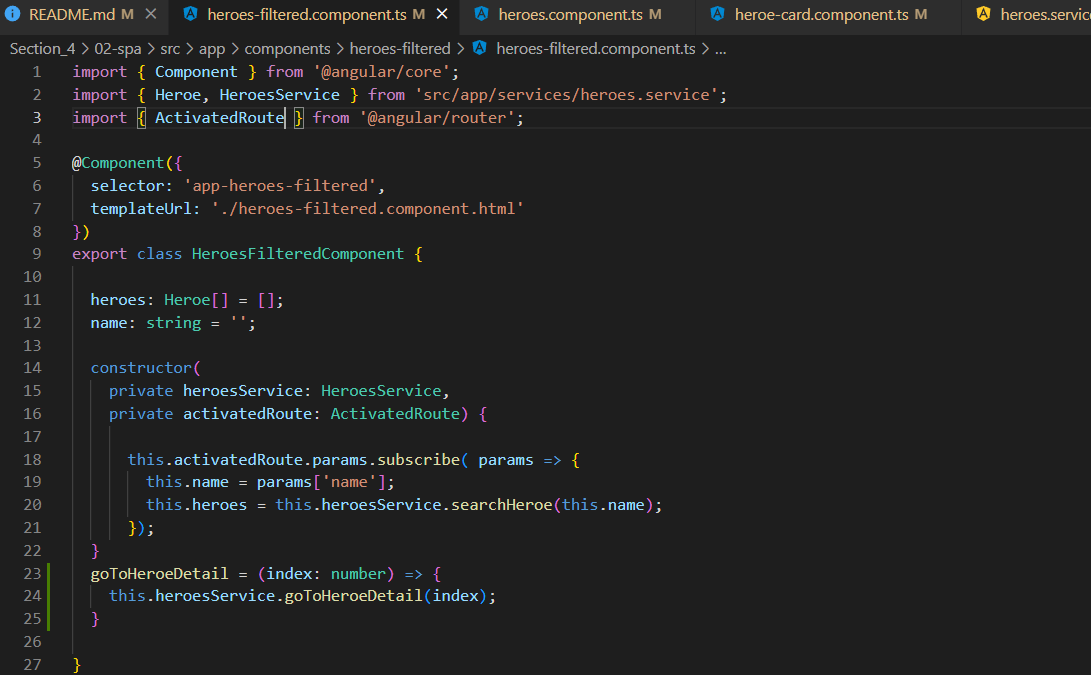 README.md M
heroes-filtered.component.ts M
heroes.component.ts M
heroe-card.component.ts M
heroes.servic
Section_4 > 02-spa > src > app > components > heroes-filtered > heroes-filtered.component.ts > ...
1 import { Component } from '@angular/core';
2 import { Heroe, HeroesService } from 'src/app/services/heroes.service';
3 import { ActivatedRoute } from '@angular/router';
4
5 @Component({
6 selector: 'app-heroes-filtered',
7 templateUrl: './heroes-filtered.component.html'
8 })
9 export class HeroesFilteredComponent {
10
11 heroes: Heroe[] = [];
12 name: string = '';
13
14 constructor(
15 private heroesService: HeroesService,
16 private activatedRoute: ActivatedRoute) {
17
18 this.activatedRoute.params.subscribe( params => {
19 this.name = params['name'];
20 this.heroes = this.heroesService.searchHeroe(this.name);
21 });
22 }
23 goToHeroeDetail = (index: number) => {
24 this.heroesService.goToHeroeDetail(index);
25 }
26
27 }